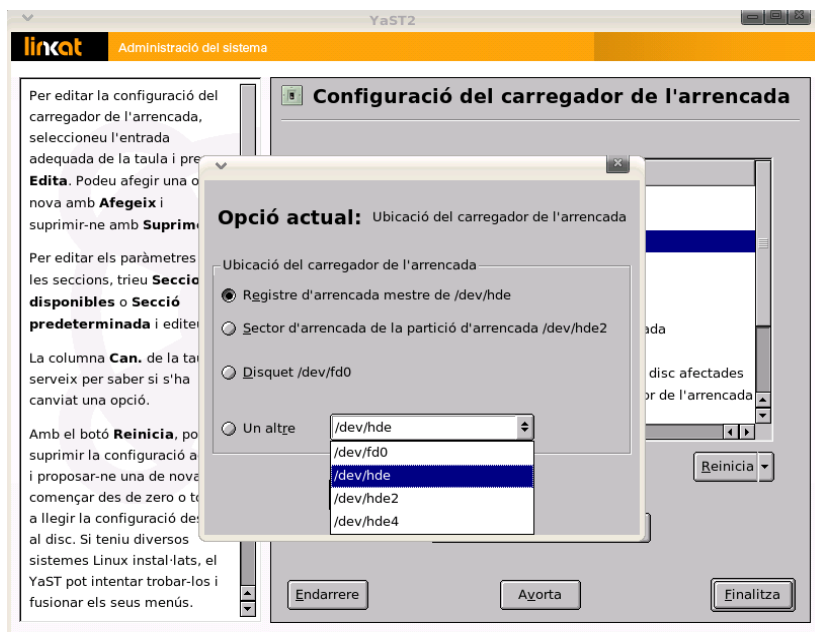 YaST2
linkat Administració del sistema
Per editar la configuració del
carregador de l'arrencada,
seleccioneu l'entrada
adequada de la taula i pre
Edita. Podeu afegir una o
nova amb Afegeix i
suprimir-ne amb Suprim
Per editar els paràmetres
les seccions, trieu Seccio
disponibles o Secció
predeterminada i edite
La columna Can. de la ta
serveix per saber si s'ha
canviat una opció.
Amb el botó Reinicia, po
suprimir la configuració a
i proposar-ne una de nova
començar des de zero o to
a llegir la configuració des
al disc. Si teniu diversos
sistemes Linux instal·lats, el
YaST pot intentar trobar-los i
fusionar els seus menús.
Configuració del carregador de l'arrencada
Opció actual: Ubicació del carregador de l'arrencada
Ubicació del carregador de l'arrencada
Registre d'arrencada mestre de /dev/hde
Sector d'arrencada de la partició d'arrencada /dev/hde2
Disquet /dev/fd0
Un altre /dev/hde
/dev/fd0
/dev/hde
/dev/hde2
/dev/hde4
ada
disc afectades
or de l'arrencada
Reinicia
Endarrere
Avorta
Finalitza